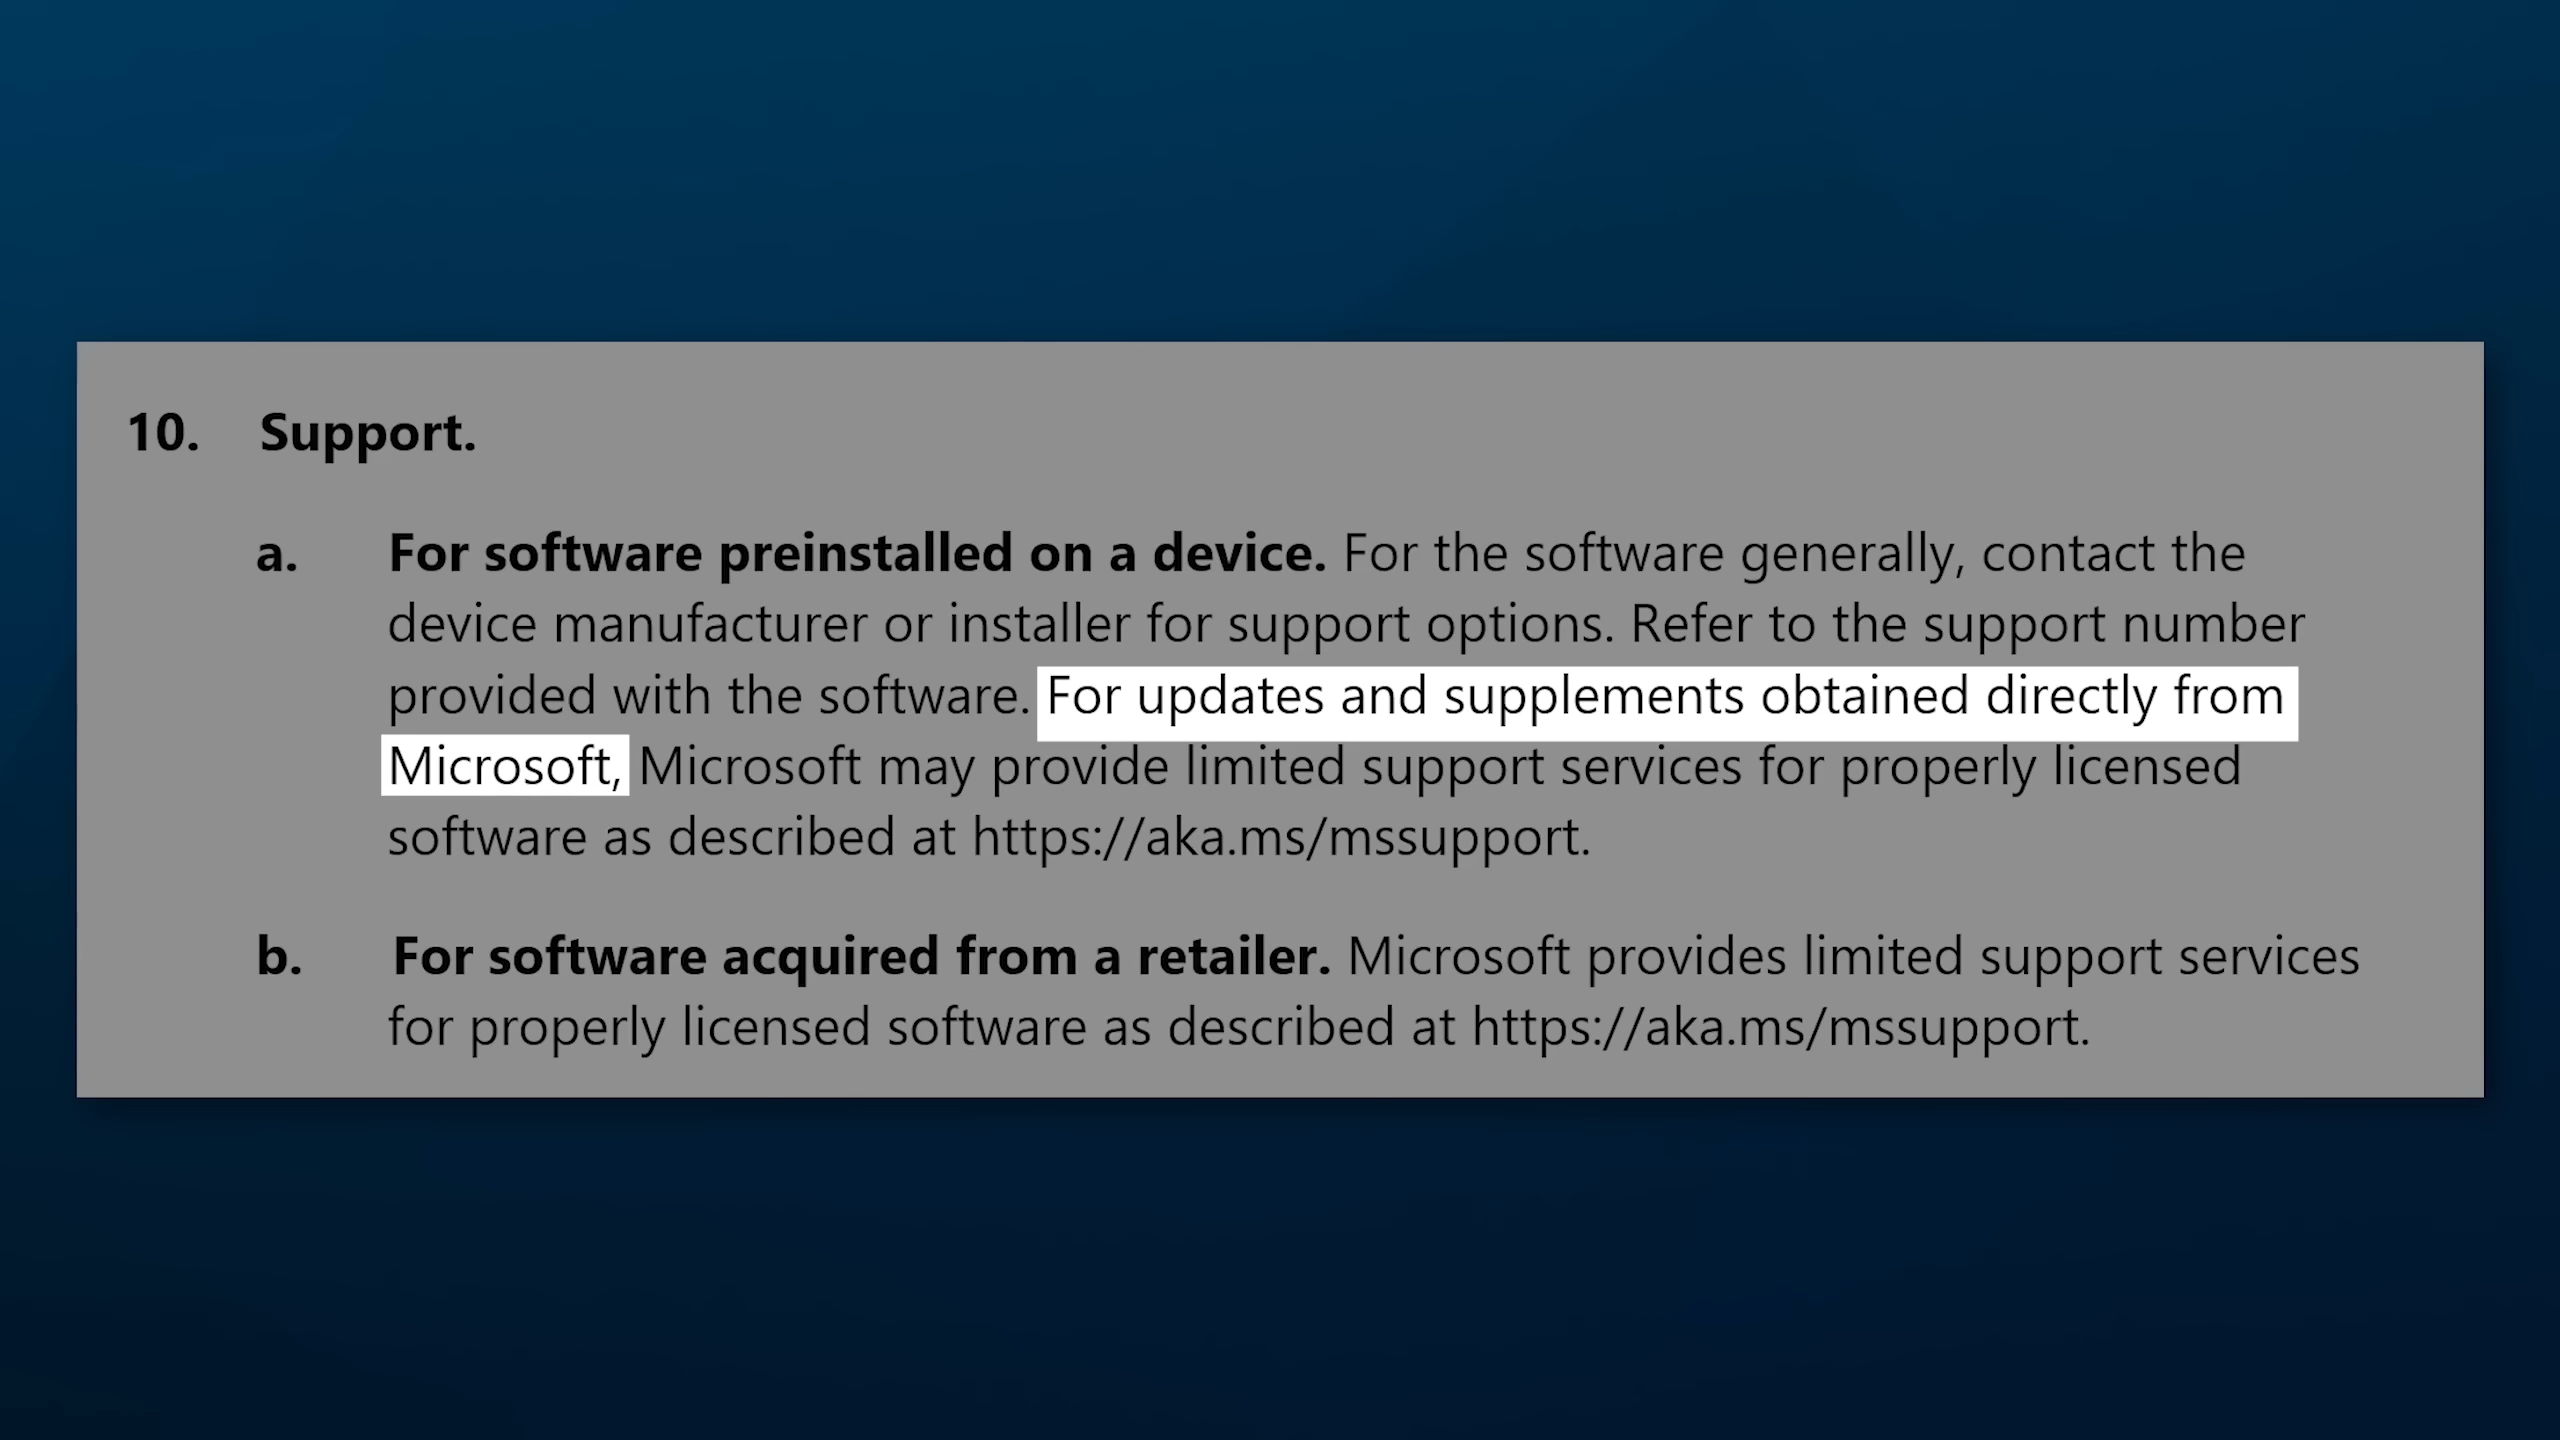 10. Support.
a. For software preinstalled on a device. For the software generally, contact the
device manufacturer or installer for support options. Refer to the support number
provided with the software. For updates and supplements obtained directly from
Microsoft, Microsoft may provide limited support services for properly licensed
software as described at https://aka.ms/mssupport.
b. For software acquired from a retailer. Microsoft provides limited support services
for properly licensed software as described at https://aka.ms/mssupport.